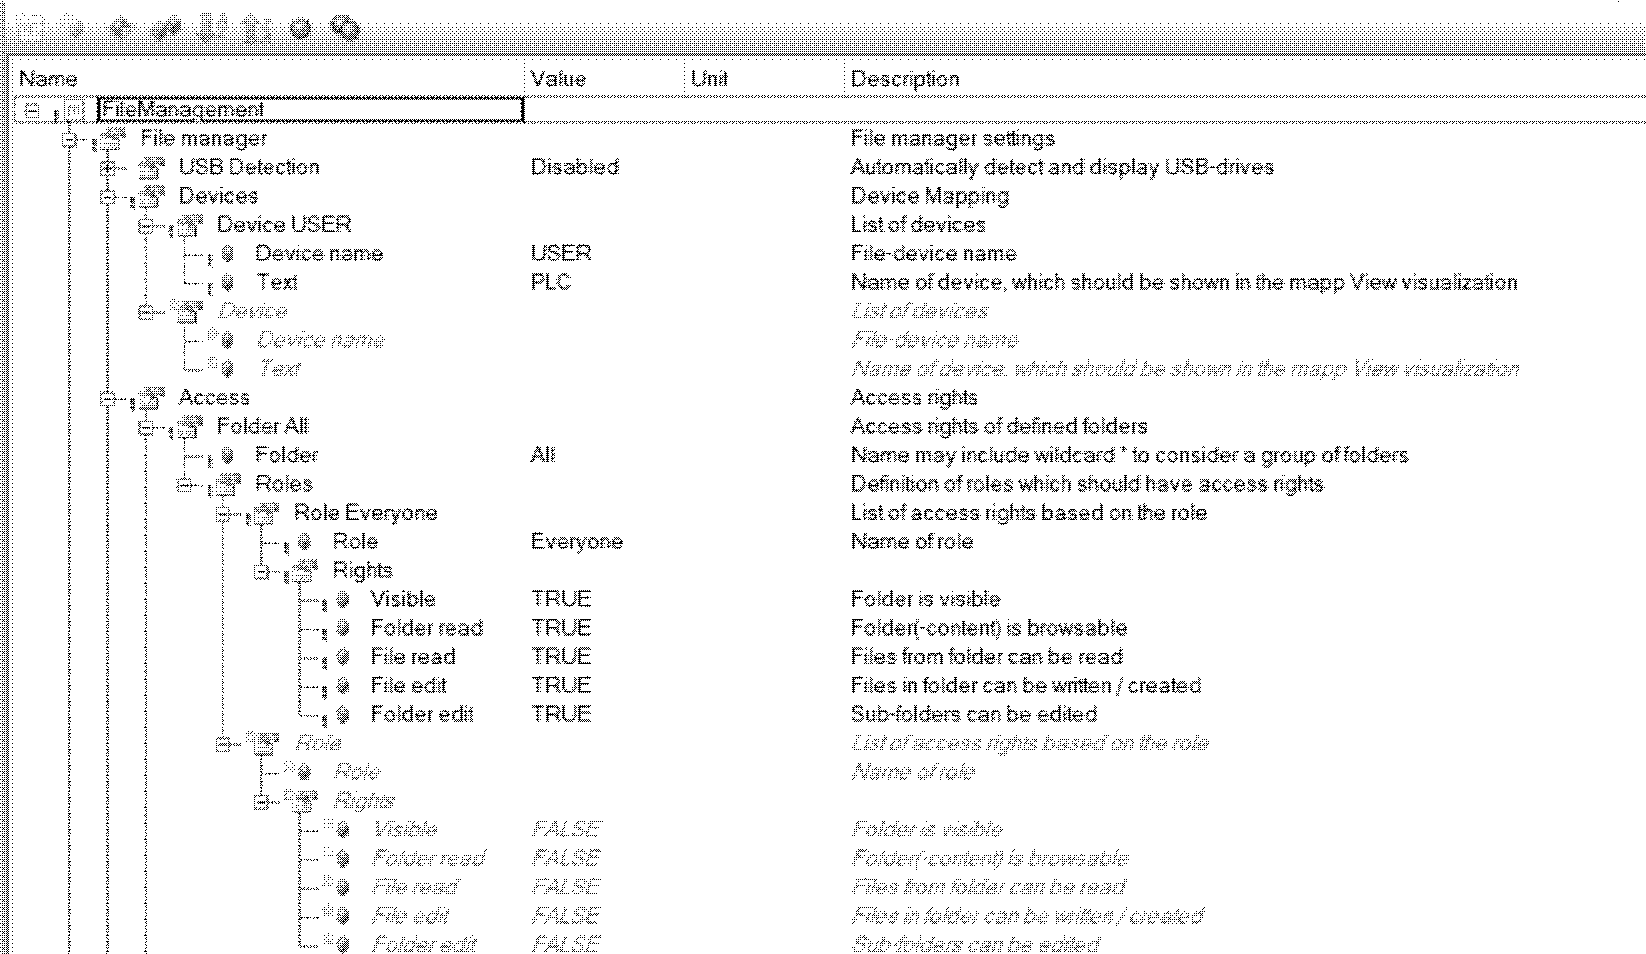 Name Value Unit Description
FileManagement
File manager File manager settings
USB Detection Disabled Automatically detect and display USB-drives
Devices Device Mapping
Device USER List of devices
Device name USER File-device name
Text PLC Name of device, which should be shown in the mapp View visualization
Device List of devices
Device name File-device name
Text Name of device, which should be shown in the mapp View visualization
Access Access rights
Folder All Access rights of defined folders
Folder All Name may include wildcard * to consider a group of folders
Roles Definition of roles which should have access rights
Role Everyone List of access rights based on the role
Role Everyone Name of role
Rights
Visible TRUE Folder is visible
Folder read TRUE Folder(-content) is browsable
File read TRUE Files from folder can be read
File edit TRUE Files in folder can be written / created
Folder edit TRUE Sub-folders can be edited
Role List of access rights based on the role
Role Name of role
Rights
Visible FALSE Folder is visible
Folder read FALSE Folder(-content) is browsable
File read FALSE Files from folder can be read
File edit FALSE Files in folder can be written / created
Folder edit FALSE Sub-folders can be edited